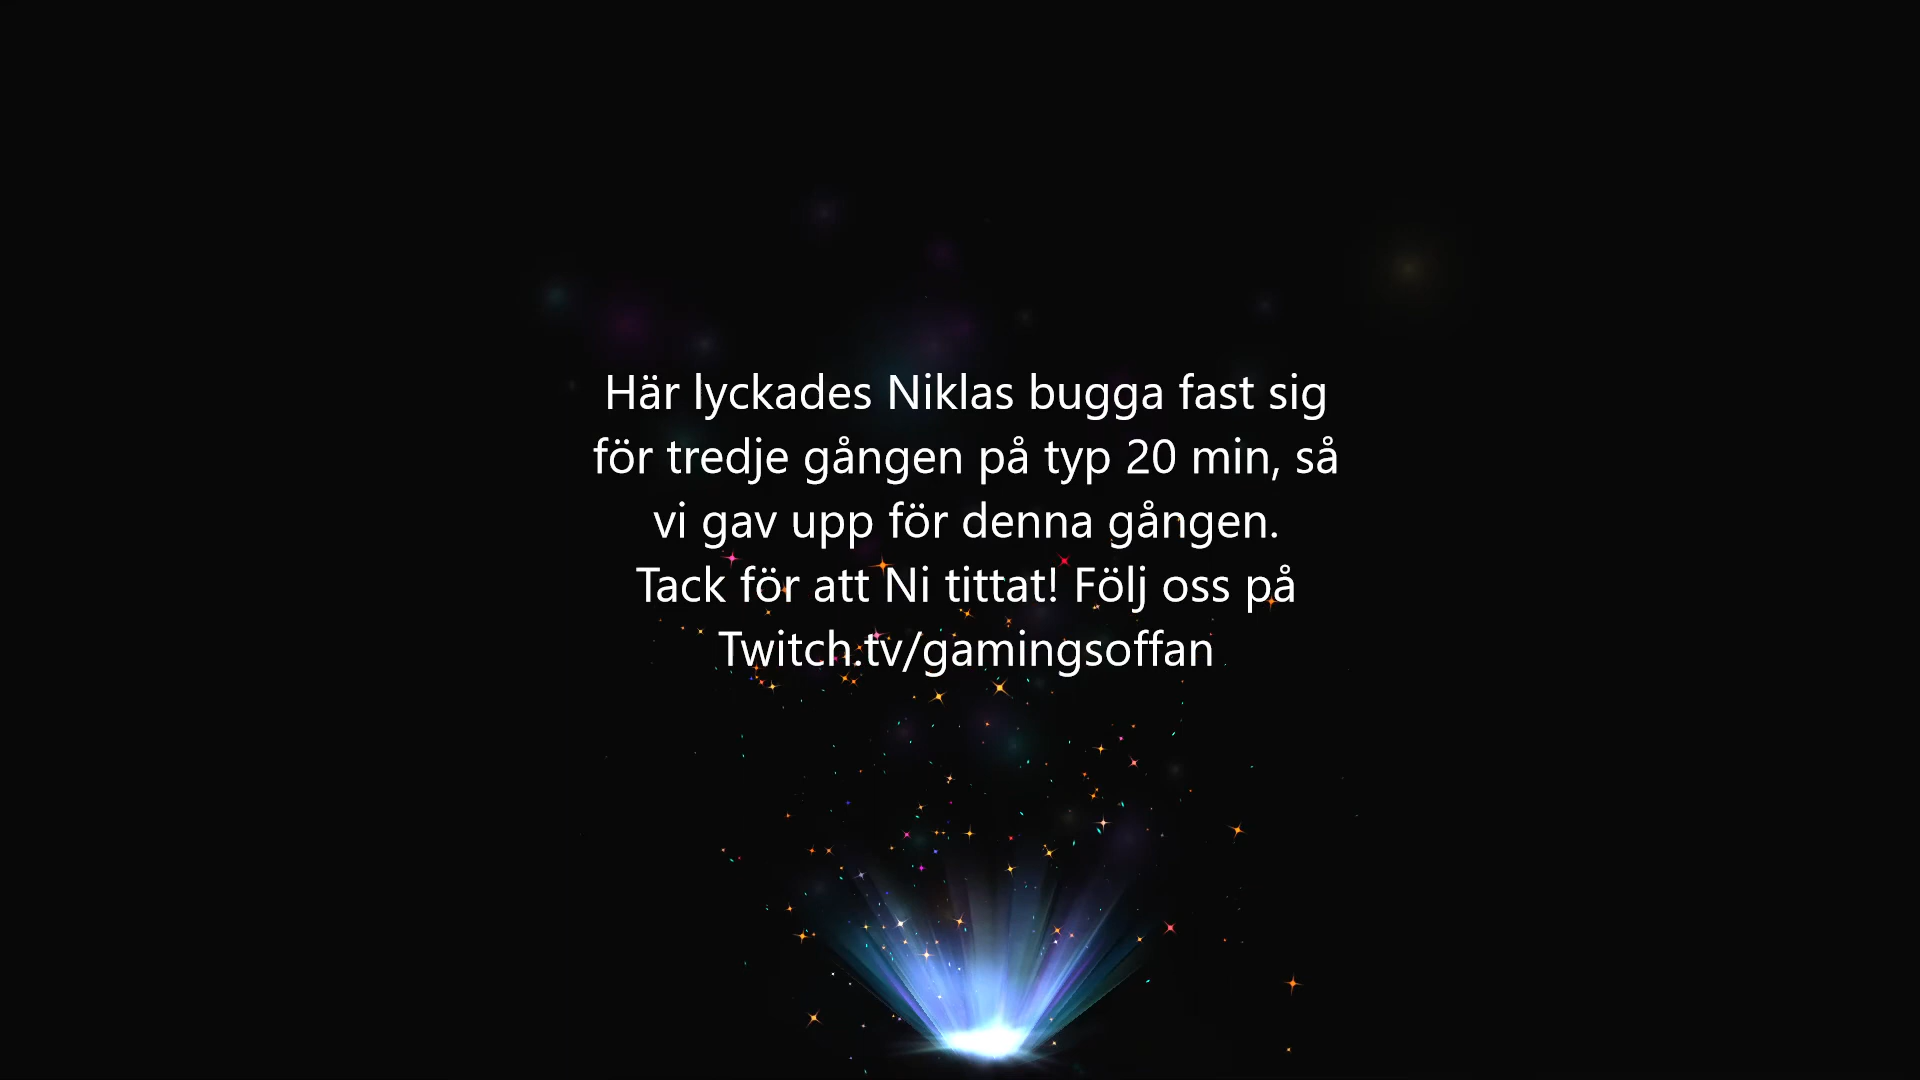 Här lyckades Niklas bugga fast sig
för tredje gången på typ 20 min, så
vi gav upp för denna gången.
Tack för att Ni tittat! Följ oss på
Twitch.tv/gamingsoffan